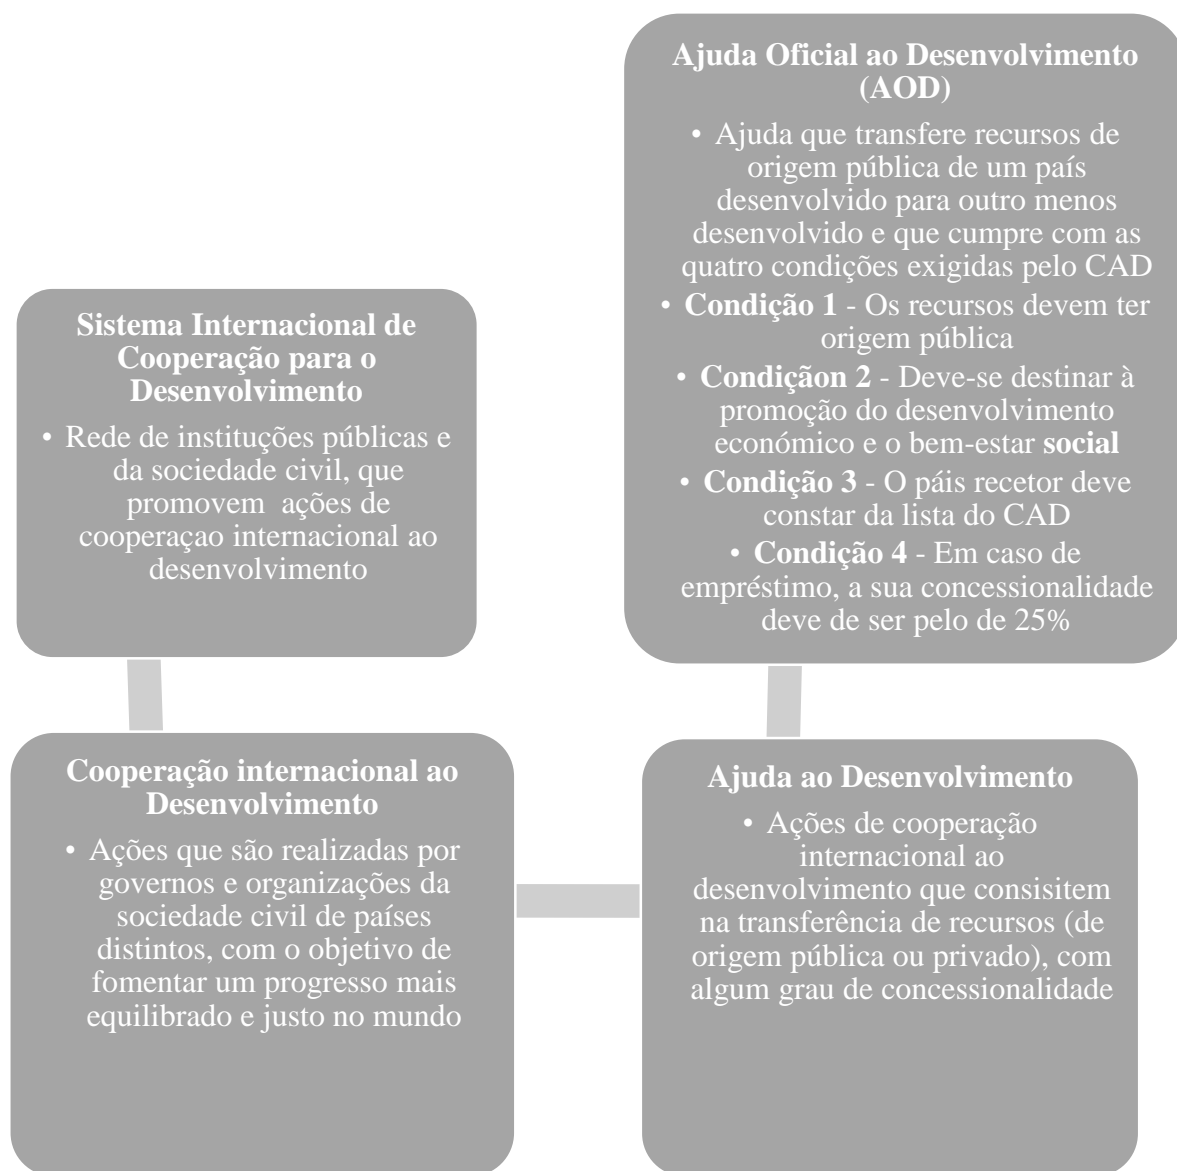 Sistema Internacional de
Cooperação para o
Desenvolvimento
• Rede de instituções públicas e
da sociedade civil, que
promovem ações de
cooperaçao internacional ao
desenvolvimento
Cooperação internacional ao
Desenvolvimento
• Ações que são realizadas por
governos e organizações da
sociedade civil de países
distintos, com o objetivo de
fomentar um progresso mais
equilibrado e justo no mundo
Ajuda ao Desenvolvimento
• Ações de cooperação
internacional ao
desenvolvimento que consisitem
na transferência de recursos (de
origem pública ou privado), com
algum grau de concessionalidade
Ajuda Oficial ao Desenvolvimento
(AOD)
• Ajuda que transfere recursos de
origem pública de um país
desenvolvido para outro menos
desenvolvido e que cumpre com as
quatro condições exigidas pelo CAD
• Condição 1 - Os recursos devem ter
origem pública
• Condiçãon 2 - Deve-se destinar à
promoção do desenvolvimento
económico e o bem-estar social
• Condição 3 - O páis recetor deve
constar da lista do CAD
• Condição 4 - Em caso de
empréstimo, a sua concessionalidade
deve de ser pelo de 25%